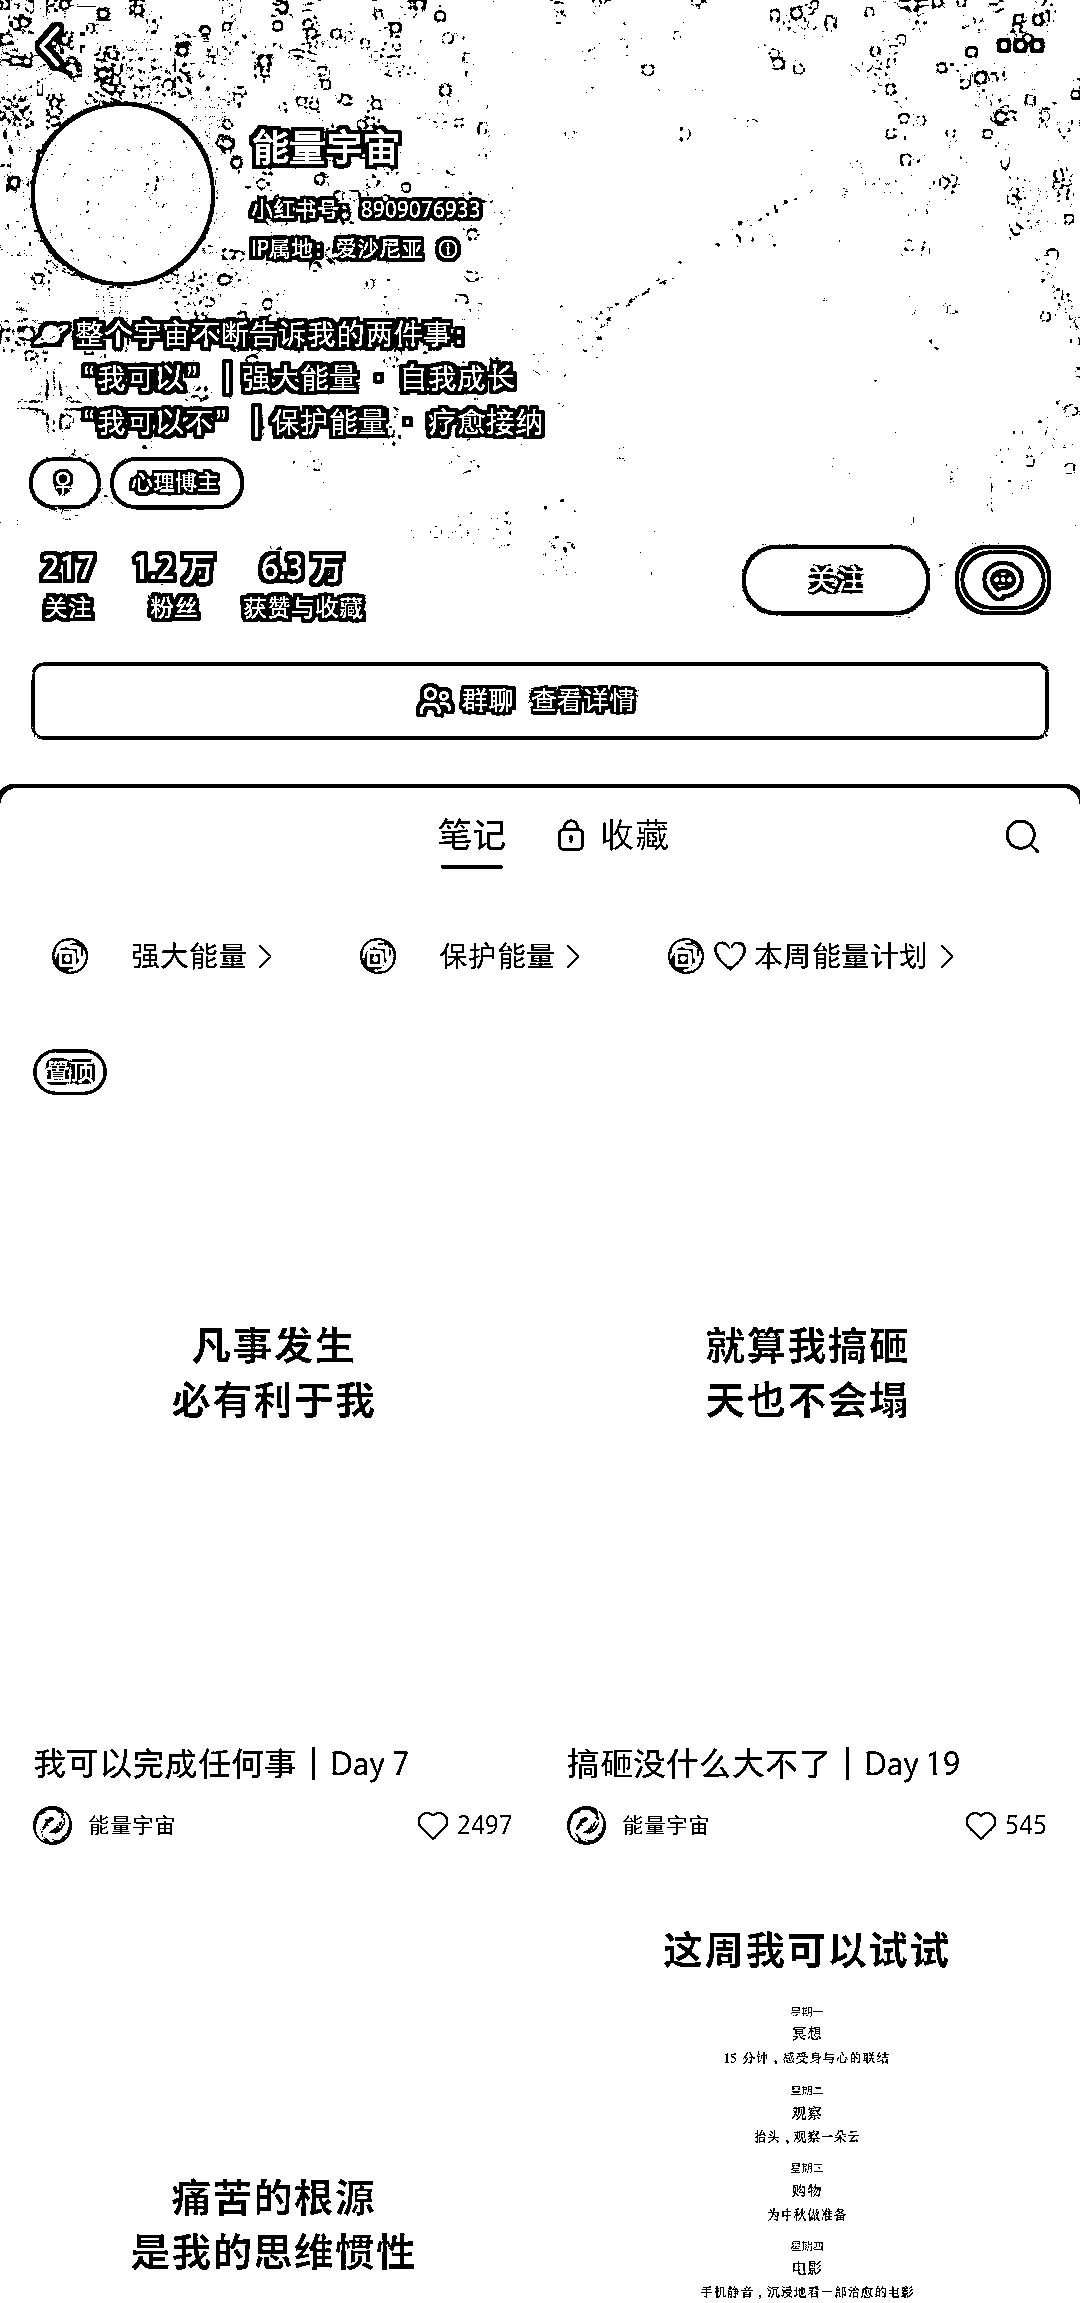 能量宇宙
小红书号：8909076933
IP属地：爱沙尼亚
整个宇宙不断告诉我的两件事：
“我可以” | 强大能量 · 自我成长
“我可以不” | 保护能量 · 疗愈接纳
心理博主
217 1.2万 6.3万
关注 粉丝 获赞与收藏
关注
群聊 查看详情
笔记 收藏
强大能量 保护能量 本周能量计划
置顶
凡事发生
必有利于我
我可以完成任何事｜Day 7
能量宇宙 2497
就算我搞砸
天也不会塌
搞砸没什么大不了｜Day 19
能量宇宙 545
痛苦的根源
是我的思维惯性
这周我可以试试
星期一
冥想
15 分钟，感受身与心的联结
星期二
观察
抬头，观察一朵云
星期三
购物
为中秋做准备
星期四
电影
手机静音，沉浸地看一部治愈的电影